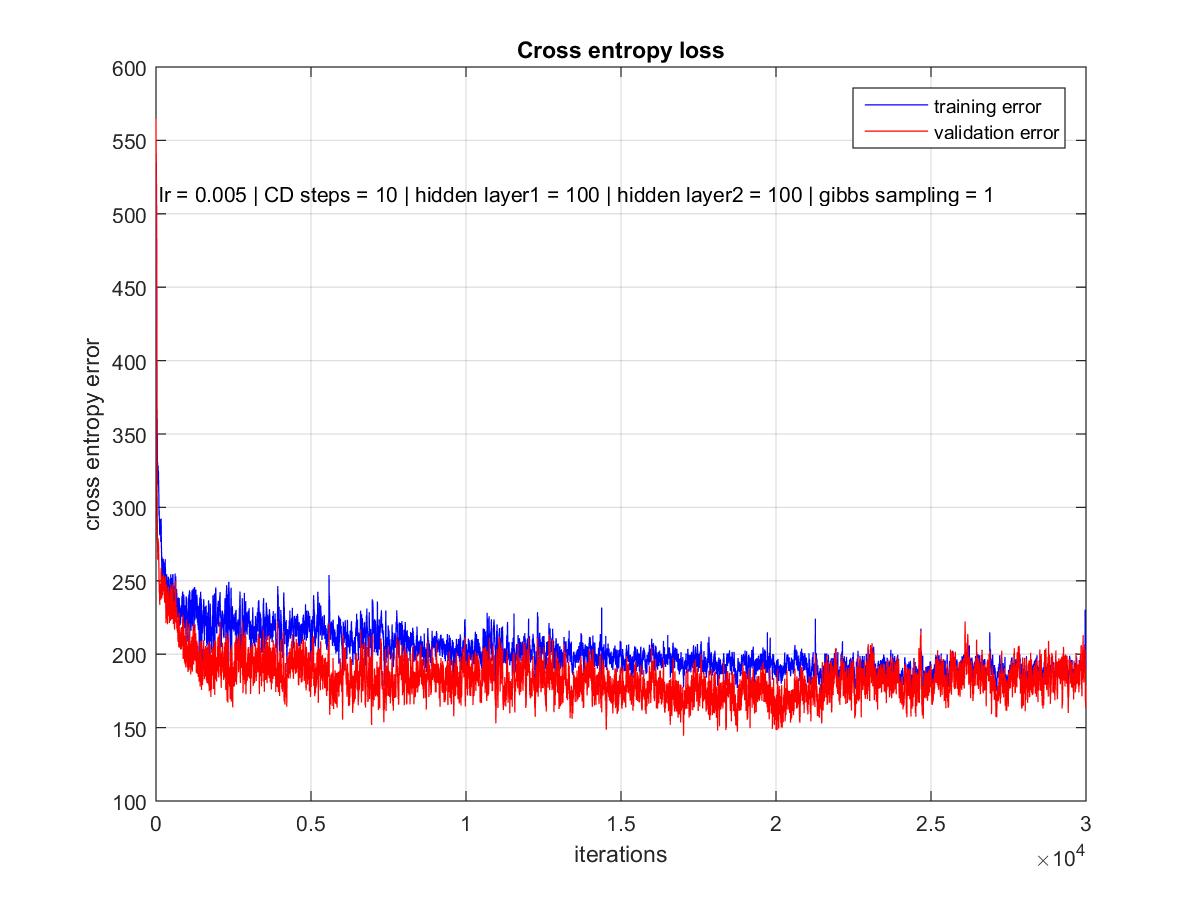 Cross entropy loss
600
550
500
450
400
350
300
250
200
150
100
cross entropy error
training error
validation error
lr = 0.005 | CD steps = 10 | hidden layer1 = 100 | hidden layer2 = 100 | gibbs sampling = 1
0 0.5 1 1.5 2 2.5 3
iterations
×10⁴